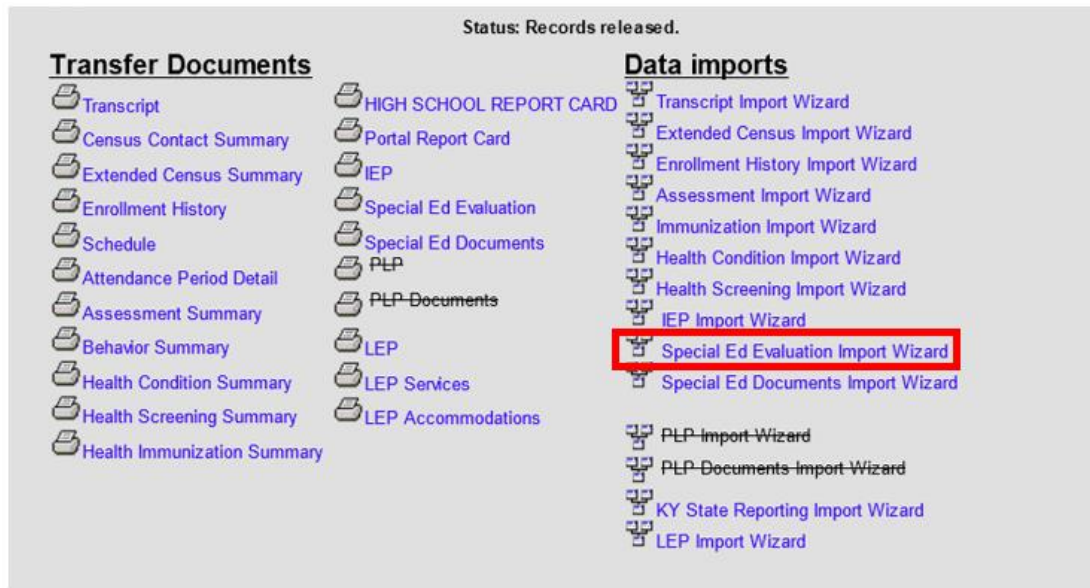 Status: Records released.
Transfer Documents
Transcript
Census Contact Summary
Extended Census Summary
Enrollment History
Schedule
Attendance Period Detail
Assessment Summary
Behavior Summary
Health Condition Summary
Health Screening Summary
Health Immunization Summary
HIGH SCHOOL REPORT CARD
Portal Report Card
IEP
Special Ed Evaluation
Special Ed Documents
PLP
PLP Documents
LEP
LEP Services
LEP Accommodations
Data imports
Transcript Import Wizard
Extended Census Import Wizard
Enrollment History Import Wizard
Assessment Import Wizard
Immunization Import Wizard
Health Condition Import Wizard
Health Screening Import Wizard
IEP Import Wizard
Special Ed Evaluation Import Wizard
Special Ed Documents Import Wizard
PLP Import Wizard
PLP Documents Import Wizard
KY State Reporting Import Wizard
LEP Import Wizard